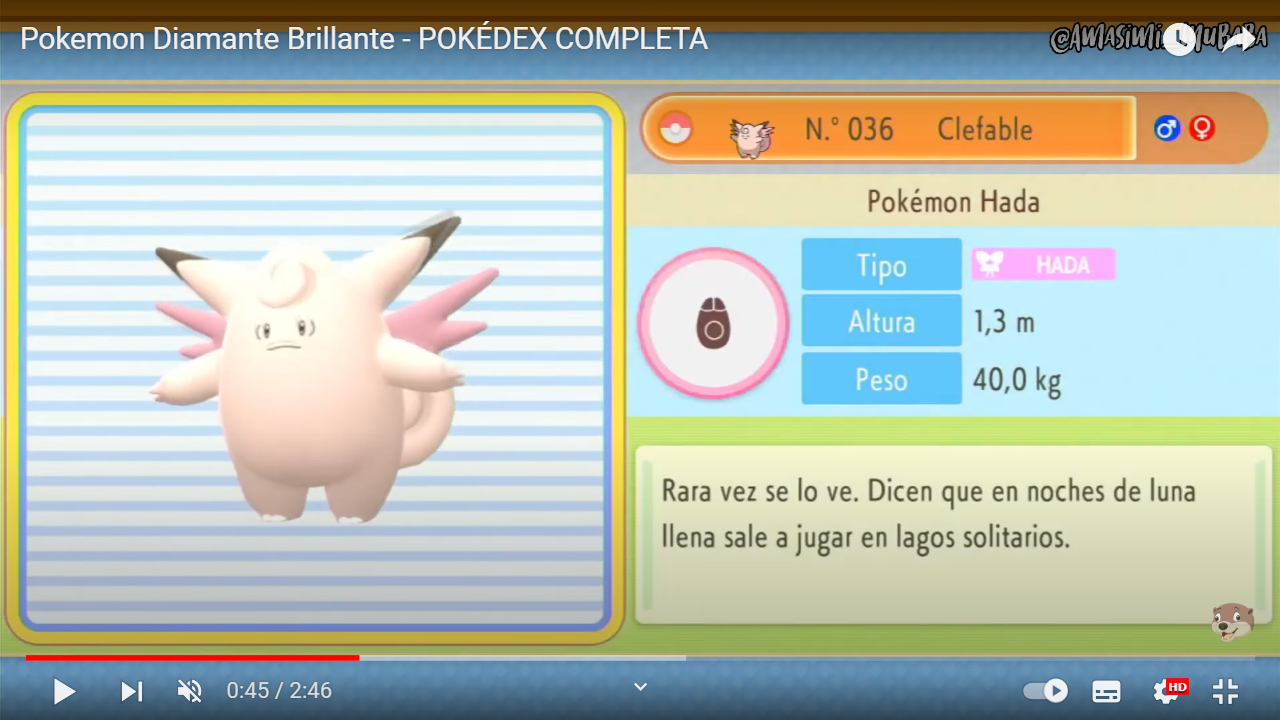 Pokemon Diamante Brillante - POKÉDEX COMPLETA
N.° 036 Clefable
Pokémon Hada
Tipo HADA
Altura 1,3 m
Peso 40,0 kg
Rara vez se lo ve. Dicen que en noches de luna
llena sale a jugar en lagos solitarios.
0:45 / 2:46
HD